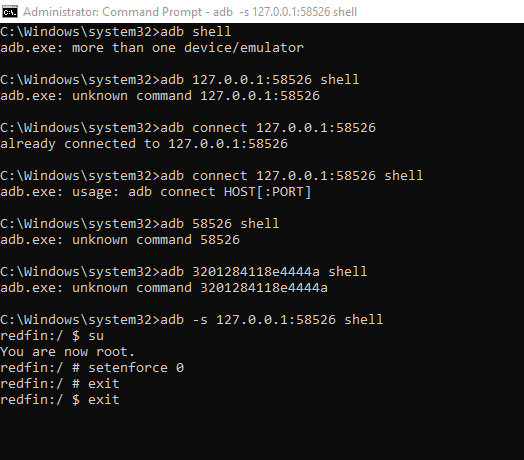 Administrator: Command Prompt - adb -s 127.0.0.1:58526 shell
C:\Windows\system32>adb shell
adb.exe: more than one device/emulator
C:\Windows\system32>adb 127.0.0.1:58526 shell
adb.exe: unknown command 127.0.0.1:58526
C:\Windows\system32>adb connect 127.0.0.1:58526
already connected to 127.0.0.1:58526
C:\Windows\system32>adb connect 127.0.0.1:58526 shell
adb.exe: usage: adb connect HOST[:PORT]
C:\Windows\system32>adb 58526 shell
adb.exe: unknown command 58526
C:\Windows\system32>adb 3201284118e4444a shell
adb.exe: unknown command 3201284118e4444a
C:\Windows\system32>adb -s 127.0.0.1:58526 shell
redfin:/ $ su
You are now root.
redfin:/ # setenforce 0
redfin:/ # exit
redfin:/ $ exit